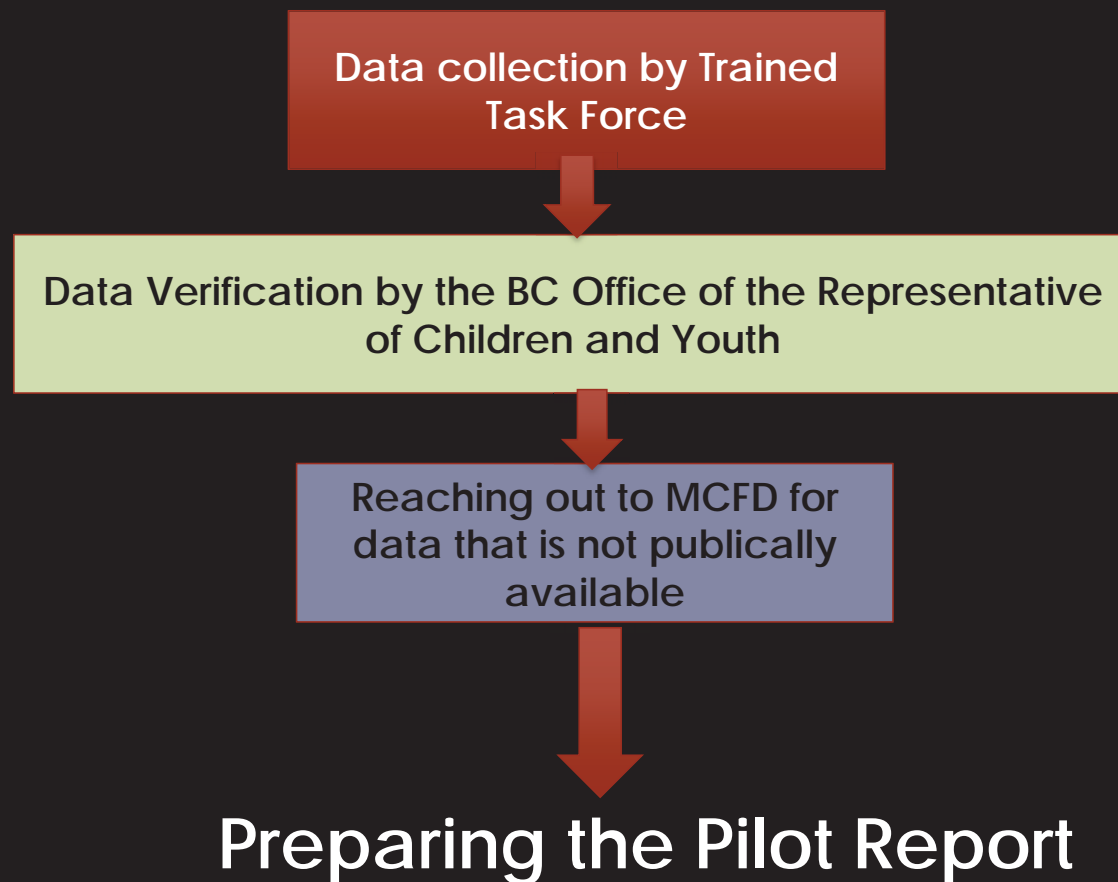 Data collection by Trained
Task Force
Data Verification by the BC Office of the Representative
of Children and Youth
Reaching out to MCFD for
data that is not publically
available
Preparing the Pilot Report